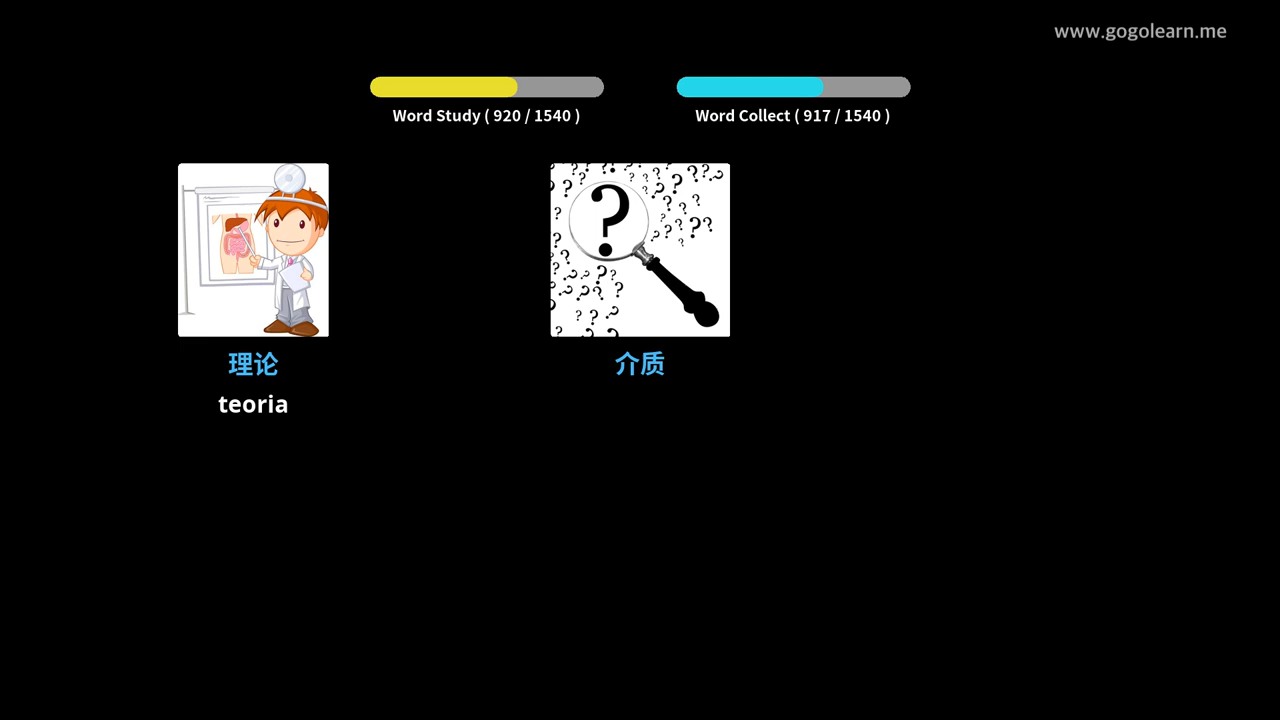 www.gogolearn.me
Word Study ( 920 / 1540 )
Word Collect ( 917 / 1540 )
理论
teoria
介质